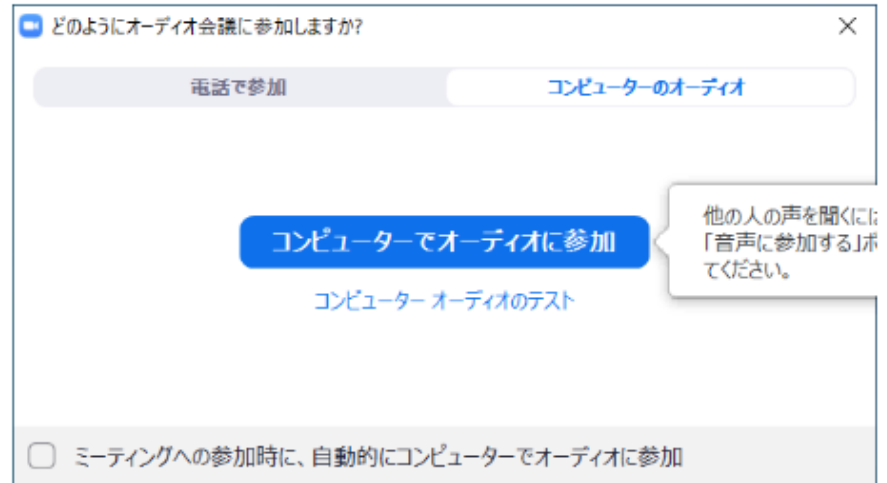 どのようにオーディオ会議に参加しますか?
電話で参加
コンピューターのオーディオ
コンピューターでオーディオに参加
他の人の声を聞くには
「音声に参加する」ボ
てください。
コンピューター オーディオのテスト
ミーティングへの参加時に、自動的にコンピューターでオーディオに参加